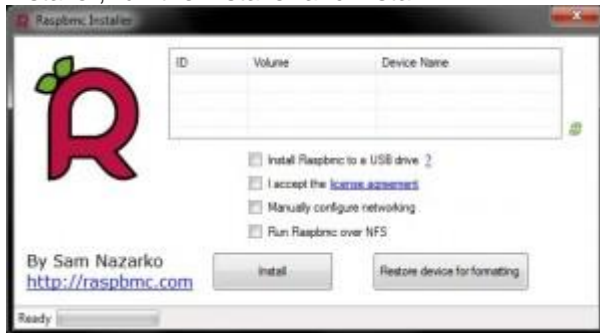 Raspbmc Installer
ID Volume Device Name
Install Raspbmc to a USB drive ?
I accept the license agreement
Manually configure networking
Run Raspbmc over NFS
By Sam Nazarko
http://raspbmc.com
Install
Restore device for formatting
Ready